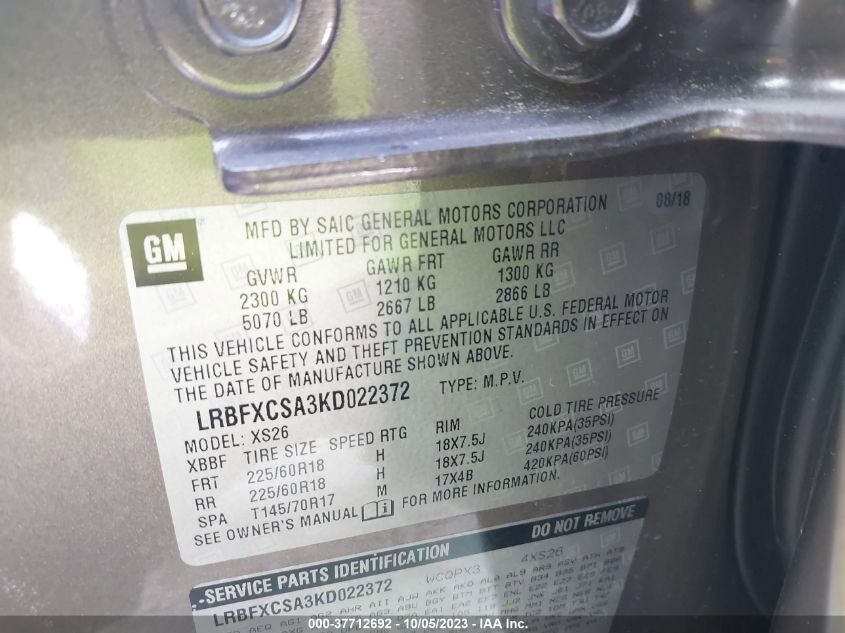 GM
MFD BY SAIC GENERAL MOTORS CORPORATION 08/18
LIMITED FOR GENERAL MOTORS LLC
GVWR GAWR FRT GAWR RR
2300 KG 1210 KG 1300 KG
5070 LB 2667 LB 2866 LB
THIS VEHICLE CONFORMS TO ALL APPLICABLE U.S. FEDERAL MOTOR
VEHICLE SAFETY AND THEFT PREVENTION STANDARDS IN EFFECT ON
THE DATE OF MANUFACTURE SHOWN ABOVE.
LRBFXCSA3KD022372 TYPE: M.P.V.
MODEL: XS26
XBBF TIRE SIZE SPEED RTG RIM COLD TIRE PRESSURE
FRT 225/60R18 H 18X7.5J 240KPA(35PSI)
RR 225/60R18 H 18X7.5J 240KPA(35PSI)
SPA T145/70R17 M 17X4B 420KPA(60PSI)
SEE OWNER'S MANUAL FOR MORE INFORMATION.
SERVICE PARTS IDENTIFICATION DO NOT REMOVE
LRBFXCSA3KD022372 WCQPX3 4XS26
000-37712692 - 10/05/2023 - IAA Inc.